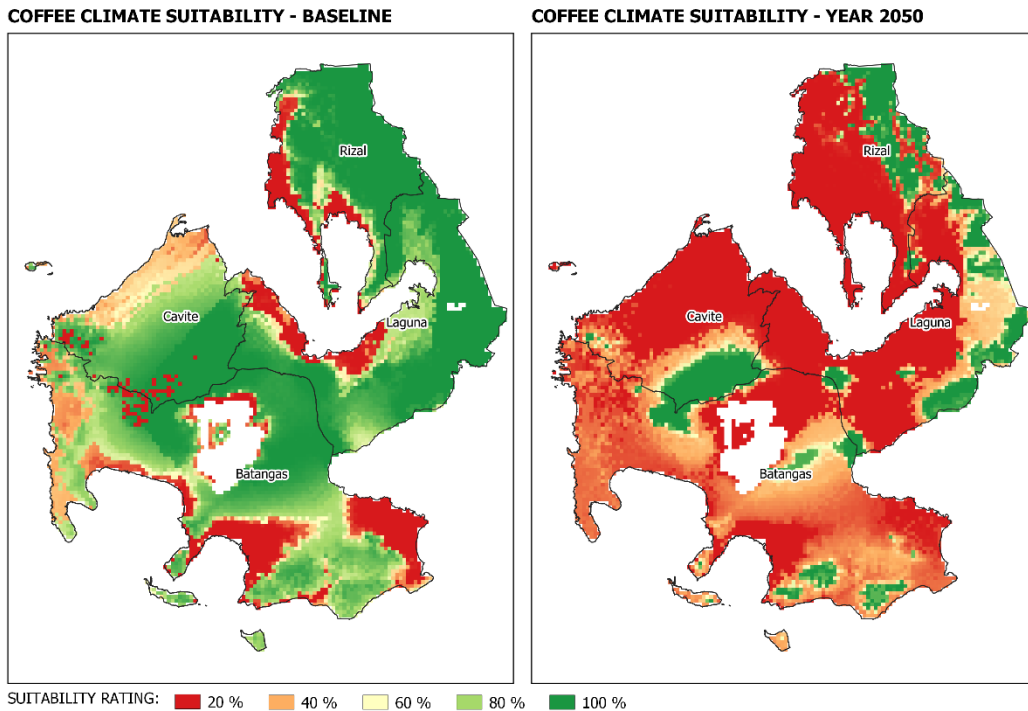 COFFEE CLIMATE SUITABILITY - BASELINE
COFFEE CLIMATE SUITABILITY - YEAR 2050
Rizal
Cavite
Laguna
Batangas
Rizal
Cavite
Laguna
Batangas
SUITABILITY RATING: 20 % 40 % 60 % 80 % 100 %